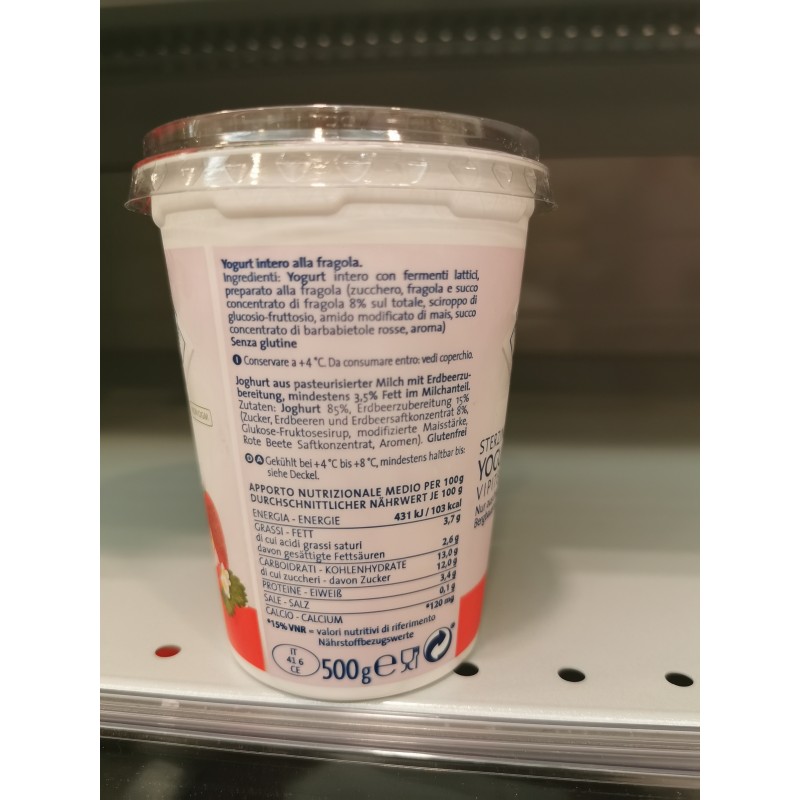 Yogurt intero alla fragola.
Ingredienti: Yogurt intero con fermenti lattici,
preparato alla fragola (zucchero, fragola e succo
concentrato di fragola 8% sul totale, sciroppo di
glucosio-fruttosio, amido modificato di mais, succo
concentrato di barbabietole rosse, aroma)
Senza glutine
I Conservare a +4 °C. Da consumare entro: vedi coperchio.
Joghurt aus pasteurisierter Milch mit Erdbeerzu-
bereitung, mindestens 3,5% Fett im Milchanteil.
Zutaten: Joghurt 85%, Erdbeerzubereitung 15%
(Zucker, Erdbeeren und Erdbeersaftkonzentrat 8%,
Glukose-Fruktosesirup, modifizierte Maisstärke,
Rote Beete Saftkonzentrat, Aromen). Glutenfrei
D A Gekühlt bei +4 °C bis +8 °C, mindestens haltbar bis:
siehe Deckel.
APPORTO NUTRIZIONALE MEDIO PER 100g
DURCHSCHNITTLICHER NÄHRWERT JE 100 g
ENERGIA - ENERGIE 431 kJ / 103 kcal
GRASSI - FETT 3,7 g
di cui acidi grassi saturi
davon gesättigte Fettsäuren 2,6 g
CARBOIDRATI - KOHLENHYDRATE 13,0 g
di cui zuccheri - davon Zucker 12,0 g
PROTEINE - EIWEIß 3,4 g
SALE - SALZ 0,1 g
CALCIO - CALCIUM *120 mg
*15% VNR = valori nutritivi di riferimento
Nährstoffbezugswerte
IT
41 6
CE
500 g e